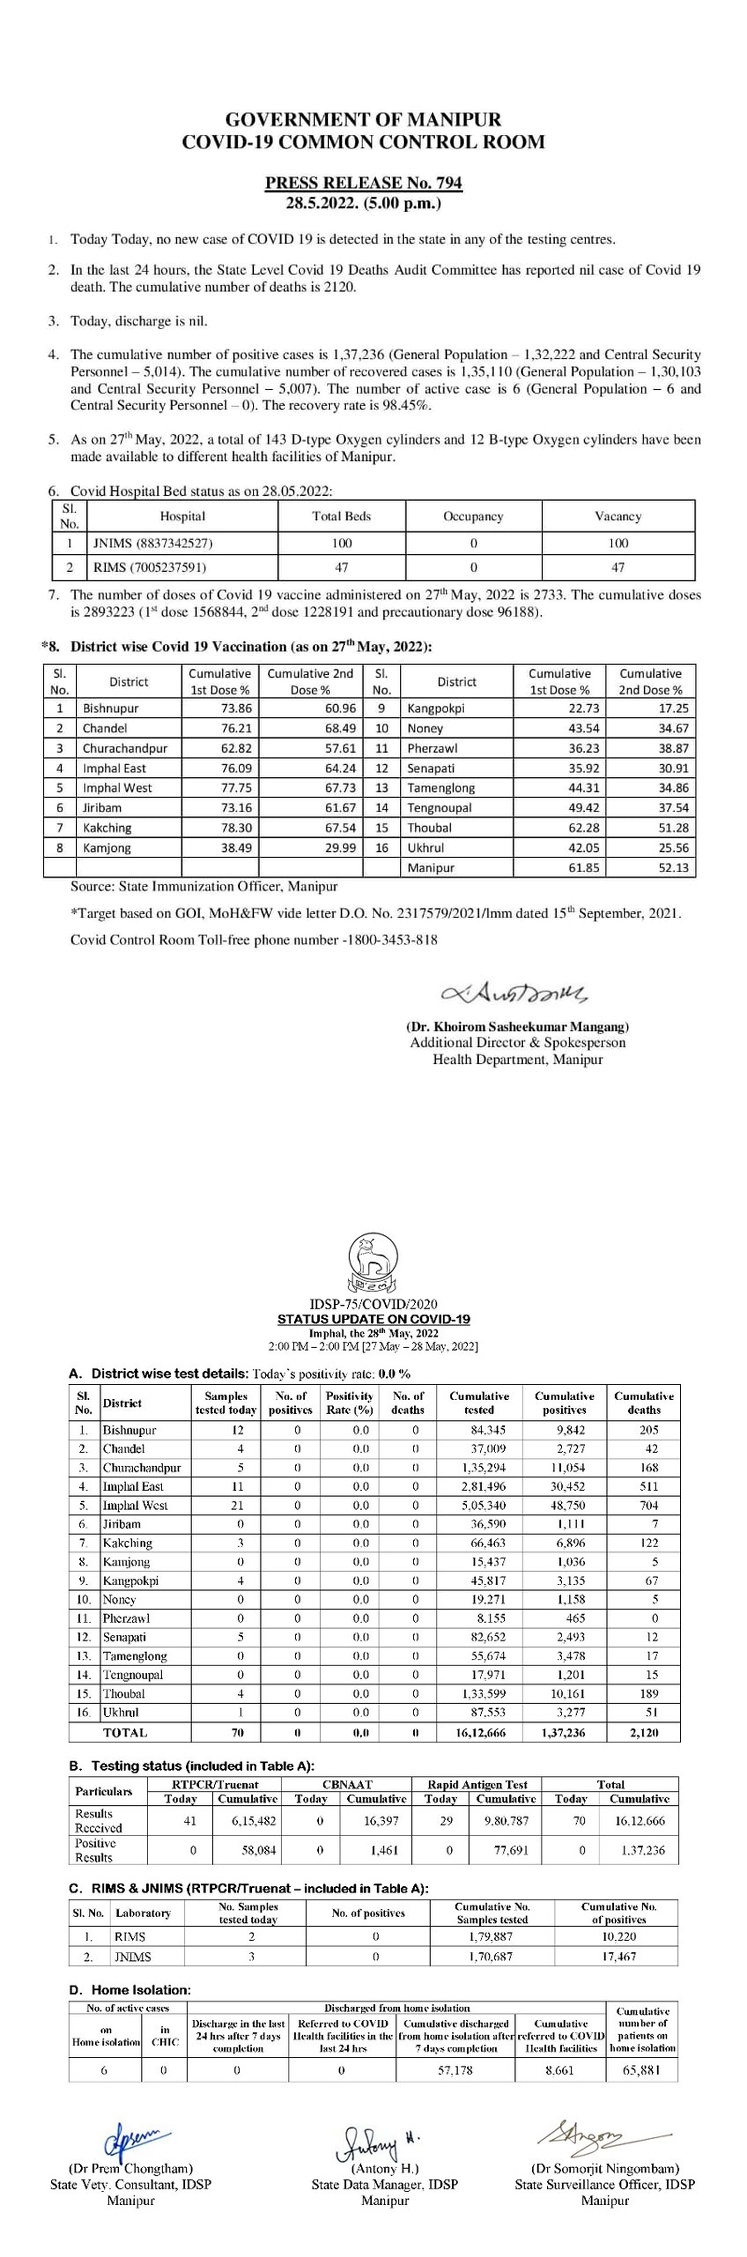 GOVERNMENT OF MANIPUR
COVID-19 COMMON CONTROL ROOM
PRESS RELEASE No. 794
28.5.2022. (5.00 p.m.)
1. Today Today, no new case of COVID 19 is detected in the state in any of the testing centres.
2. In the last 24 hours, the State Level Covid 19 Deaths Audit Committee has reported nil case of Covid 19
death. The cumulative number of deaths is 2120.
3. Today, discharge is nil.
4. The cumulative number of positive cases is 1,37,236 (General Population – 1,32,222 and Central Security
Personnel – 5,014). The cumulative number of recovered cases is 1,35,110 (General Population – 1,30,103
and Central Security Personnel – 5,007). The number of active case is 6 (General Population – 6 and
Central Security Personnel – 0). The recovery rate is 98.45%.
5. As on 27th May, 2022, a total of 143 D-type Oxygen cylinders and 12 B-type Oxygen cylinders have been
made available to different health facilities of Manipur.
6. Covid Hospital Bed status as on 28.05.2022:
Sl. No. Hospital Total Beds Occupancy Vacancy
1 JNIMS (8837342527) 100 0 100
2 RIMS (7005237591) 47 0 47
7. The number of doses of Covid 19 vaccine administered on 27th May, 2022 is 2733. The cumulative doses
is 2893223 (1st dose 1568844, 2nd dose 1228191 and precautionary dose 96188).
*8. District wise Covid 19 Vaccination (as on 27th May, 2022):
Sl. No. District Cumulative 1st Dose % Cumulative 2nd Dose % Sl. No. District Cumulative 1st Dose % Cumulative 2nd Dose %
1 Bishnupur 73.86 60.96 9 Kangpokpi 22.73 17.25
2 Chandel 76.21 68.49 10 Noney 43.54 34.67
3 Churachandpur 62.82 57.61 11 Pherzawl 36.23 38.87
4 Imphal East 76.09 64.24 12 Senapati 35.92 30.91
5 Imphal West 77.75 67.73 13 Tamenglong 44.31 34.86
6 Jiribam 73.16 61.67 14 Tengnoupal 49.42 37.54
7 Kakching 78.30 67.54 15 Thoubal 62.28 51.28
8 Kamjong 38.49 29.99 16 Ukhrul 42.05 25.56
Manipur 61.85 52.13
Source: State Immunization Officer, Manipur
*Target based on GOI, MoH&FW vide letter D.O. No. 2317579/2021/Imm dated 15th September, 2021.
Covid Control Room Toll-free phone number -1800-3453-818
(Dr. Khoirom Sasheekumar Mangang)
Additional Director & Spokesperson
Health Department, Manipur
IDSP-75/COVID/2020
STATUS UPDATE ON COVID-19
Imphal, the 28th May, 2022
2:00 PM – 2:00 PM [27 May – 28 May, 2022]
A. District wise test details: Today's positivity rate: 0.0 %
Sl. No. District Samples tested today No. of positives Positivity Rate (%) No. of deaths Cumulative tested Cumulative positives Cumulative deaths
1. Bishnupur 12 0 0.0 0 84,345 9,842 205
2. Chandel 4 0 0.0 0 37,009 2,727 42
3. Churachandpur 5 0 0.0 0 1,35,294 11,054 168
4. Imphal East 11 0 0.0 0 2,81,496 30,452 511
5. Imphal West 21 0 0.0 0 5,05,340 48,750 704
6. Jiribam 0 0 0.0 0 36,590 1,111 7
7. Kakching 3 0 0.0 0 66,463 6,896 122
8. Kamjong 0 0 0.0 0 15,437 1,036 5
9. Kangpokpi 4 0 0.0 0 45,817 3,135 67
10. Noney 0 0 0.0 0 19,271 1,158 5
11. Pherzawl 0 0 0.0 0 8,155 465 0
12. Senapati 5 0 0.0 0 82,652 2,493 12
13. Tamenglong 0 0 0.0 0 55,674 3,478 17
14. Tengnoupal 0 0 0.0 0 17,971 1,201 15
15. Thoubal 4 0 0.0 0 1,33,599 10,161 189
16. Ukhrul 1 0 0.0 0 87,553 3,277 51
TOTAL 70 0 0.0 0 16,12,666 1,37,236 2,120
B. Testing status (included in Table A):
Particulars RTPCR/Truenat CBNAAT Rapid Antigen Test Total
Today Cumulative Today Cumulative Today Cumulative Today Cumulative
Results Received 41 6,15,482 0 16,397 29 9,80,787 70 16,12,666
Positive Results 0 58,084 0 1,461 0 77,691 0 1,37,236
C. RIMS & JNIMS (RTPCR/Truenat – included in Table A):
Sl. No. Laboratory No. Samples tested today No. of positives Cumulative No. Samples tested Cumulative No. of positives
1. RIMS 2 0 1,79,887 10,220
2. JNIMS 3 0 1,70,687 17,467
D. Home Isolation:
No. of active cases Discharged from home isolation Cumulative number of patients on home isolation
on Home isolation in CHIC Discharge in the last 24 hrs after 7 days completion Referred to COVID Health facilities in the last 24 hrs Cumulative discharged from home isolation after 7 days completion Cumulative referred to COVID Health facilities
6 0 0 0 57,178 8,661 65,881
Antony H.
(Dr Prem Chongtham) (Antony H.) (Dr Somorjit Ningombam)
State Vety. Consultant, IDSP State Data Manager, IDSP State Surveillance Officer, IDSP
Manipur Manipur Manipur